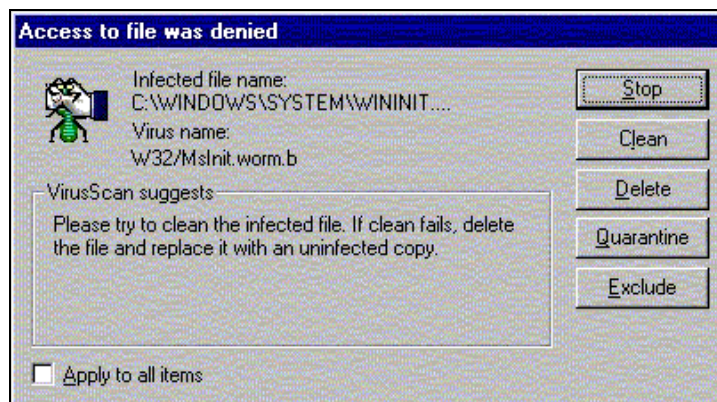 Access to file was denied
Infected file name:
C:\WINDOWS\SYSTEM\WININIT....
Virus name:
W32/MsInit.worm.b
VirusScan suggests
Please try to clean the infected file. If clean fails, delete
the file and replace it with an uninfected copy.
Apply to all items
Stop
Clean
Delete
Quarantine
Exclude